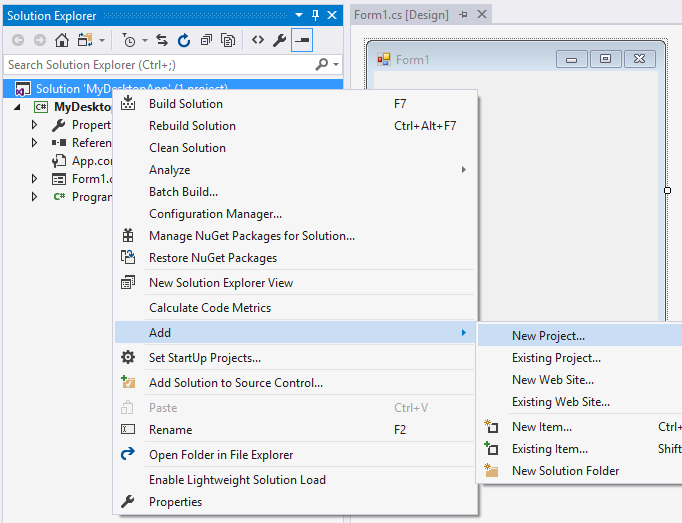 Solution Explorer
Form1.cs [Design]
Search Solution Explorer (Ctrl+;)
Form1
Solution 'MyDesktopApp' (1 project)
C# MyDeskto
Propert
Referen
App.con
Form1.c
C# Program
Build Solution F7
Rebuild Solution Ctrl+Alt+F7
Clean Solution
Analyze
Batch Build...
Configuration Manager...
Manage NuGet Packages for Solution...
Restore NuGet Packages
New Solution Explorer View
Calculate Code Metrics
Add
Set StartUp Projects...
Add Solution to Source Control...
Paste Ctrl+V
Rename F2
Open Folder in File Explorer
Enable Lightweight Solution Load
Properties
New Project...
Existing Project...
New Web Site...
Existing Web Site...
New Item... Ctrl+
Existing Item... Shift
New Solution Folder